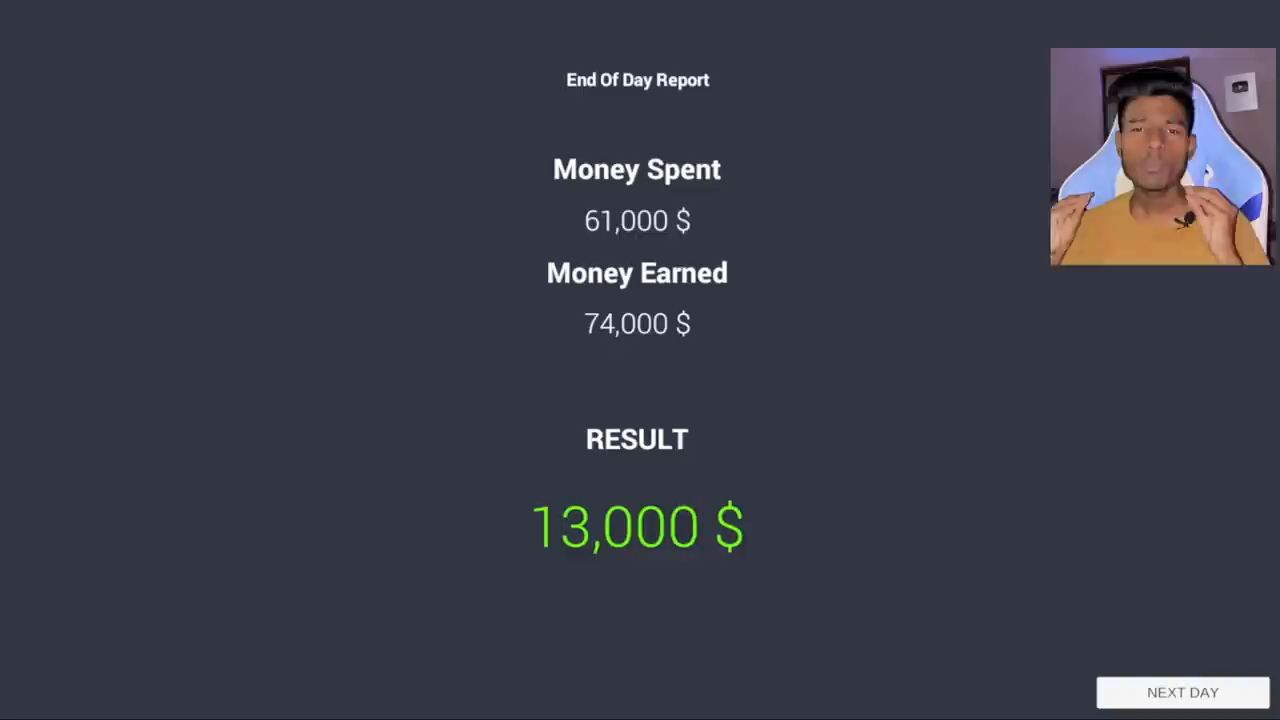 End Of Day Report
Money Spent
61,000 $
Money Earned
74,000 $
RESULT
13,000 $
NEXT DAY